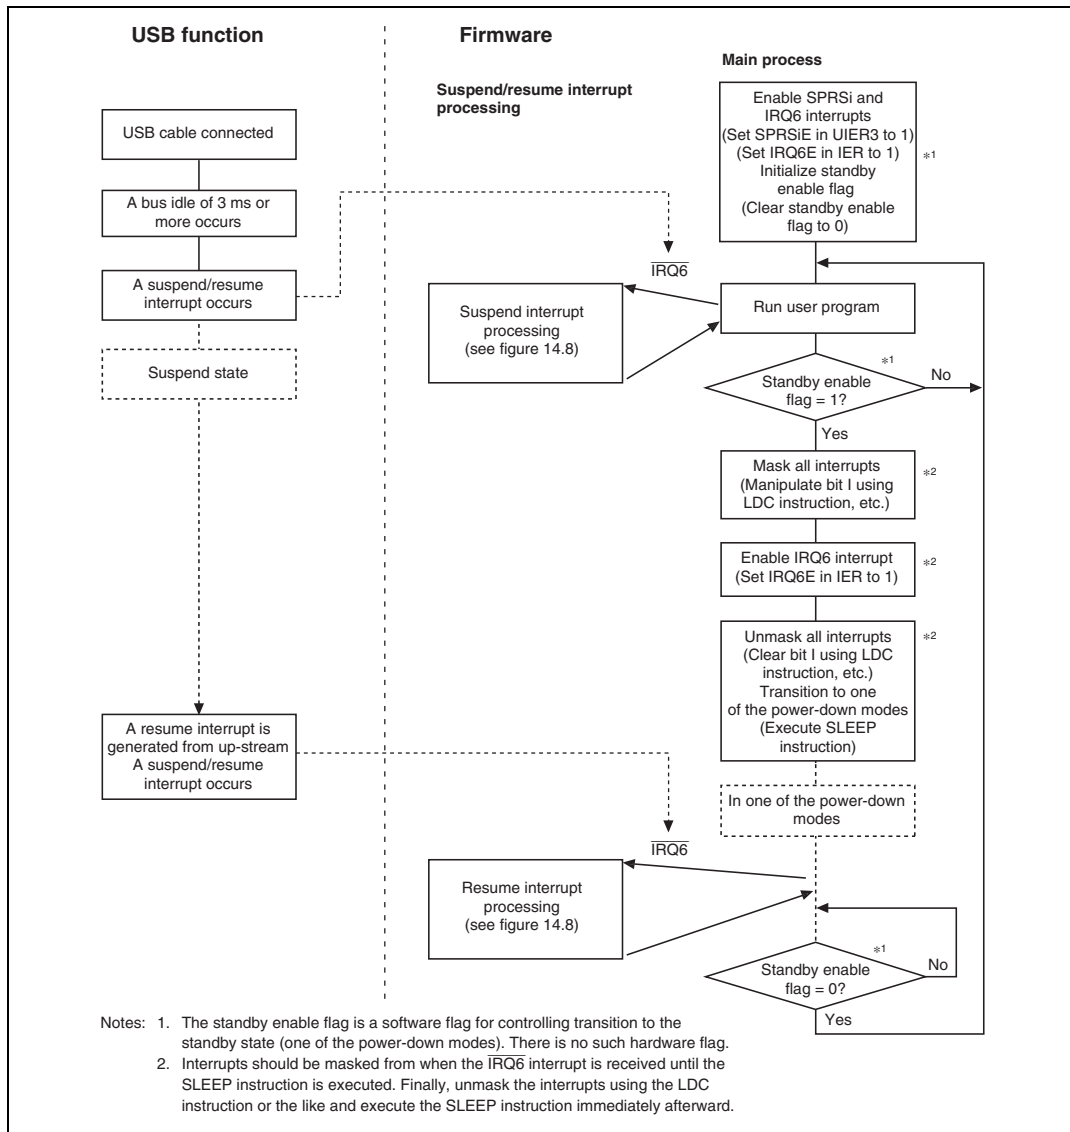 USB function
Firmware
Main process
Suspend/resume interrupt
processing
USB cable connected
A bus idle of 3 ms or
more occurs
A suspend/resume
interrupt occurs
Suspend state
A resume interrupt is
generated from up-stream
A suspend/resume
interrupt occurs
IRQ6
Suspend interrupt
processing
(see figure 14.8)
IRQ6
Resume interrupt
processing
(see figure 14.8)
Enable SPRSi and
IRQ6 interrupts
(Set SPRSiE in UIER3 to 1)
(Set IRQ6E in IER to 1)
*1
Initialize standby
enable flag
(Clear standby enable
flag to 0)
Run user program
*1
Standby enable
flag = 1?
No
Yes
Mask all interrupts
*2
(Manipulate bit I using
LDC instruction, etc.)
Enable IRQ6 interrupt
*2
(Set IRQ6E in IER to 1)
Unmask all interrupts
*2
(Clear bit I using LDC
instruction, etc.)
Transition to one
of the power-down modes
(Execute SLEEP
instruction)
In one of the power-down
modes
*1
Standby enable
flag = 0?
No
Yes
Notes: 1. The standby enable flag is a software flag for controlling transition to the
standby state (one of the power-down modes). There is no such hardware flag.
2. Interrupts should be masked from when the IRQ6 interrupt is received until the
SLEEP instruction is executed. Finally, unmask the interrupts using the LDC
instruction or the like and execute the SLEEP instruction immediately afterward.